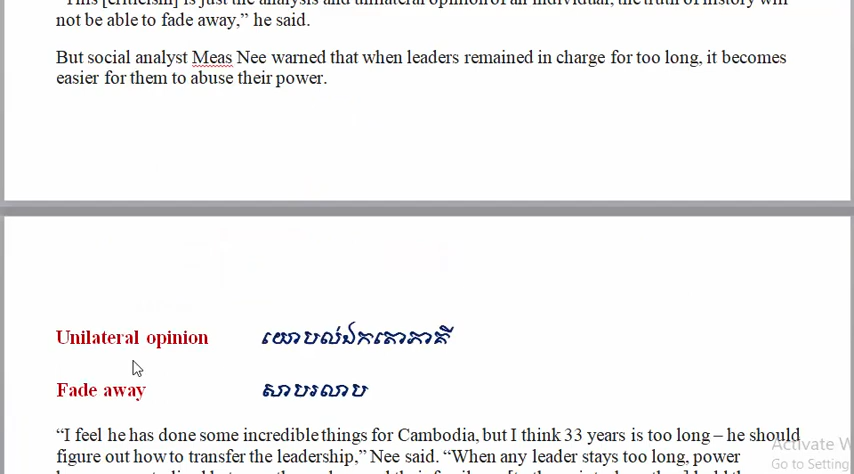 "This [criticism] is just the analysis and unilateral opinion of an individual, the truth of history will
not be able to fade away," he said.
But social analyst Meas Nee warned that when leaders remained in charge for too long, it becomes
easier for them to abuse their power.
Unilateral opinion យោបល់ឯកតោភាគី
Fade away សាបរលាប
"I feel he has done some incredible things for Cambodia, but I think 33 years is too long – he should
figure out how to transfer the leadership," Nee said. "When any leader stays too long, power
Activate W
Go to Setting